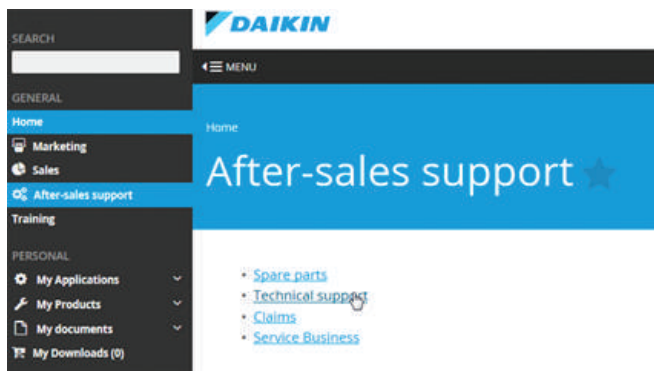 SEARCH
GENERAL
Home
Marketing
Sales
After-sales support
Training
PERSONAL
My Applications
My Products
My documents
My Downloads (0)
DAIKIN
MENU
Home
After-sales support
Spare parts
Technical support
Claims
Service Business